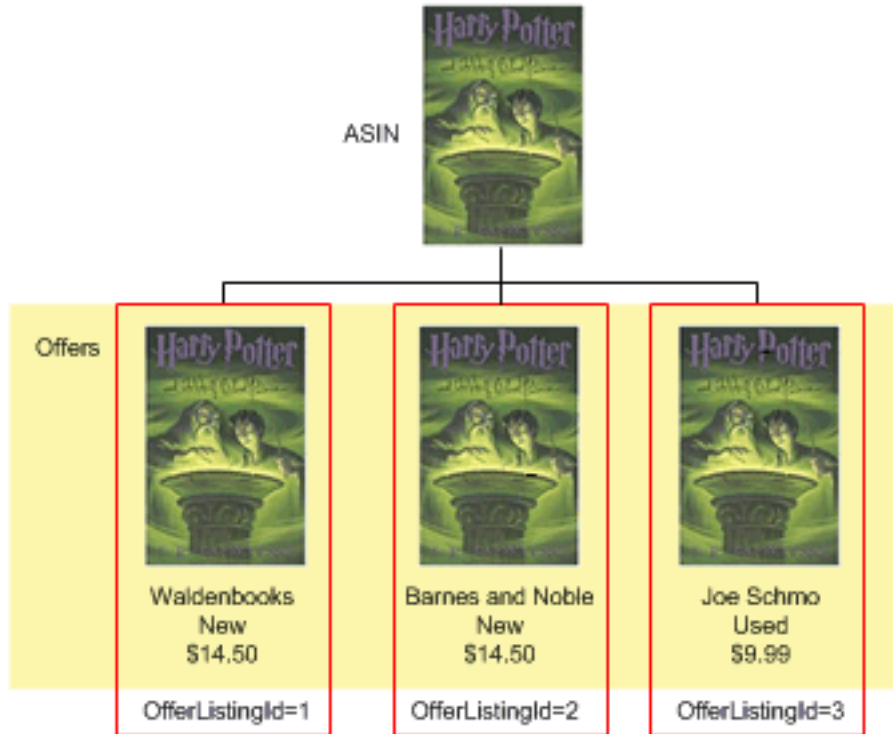 Harry Potter
ASIN
Offers
Harry Potter
Harry Potter
Harry Potter
Waldenbooks
New
$14.50
Barnes and Noble
New
$14.50
Joe Schmo
Used
$9.99
OfferListingId=1
OfferListingId=2
OfferListingId=3